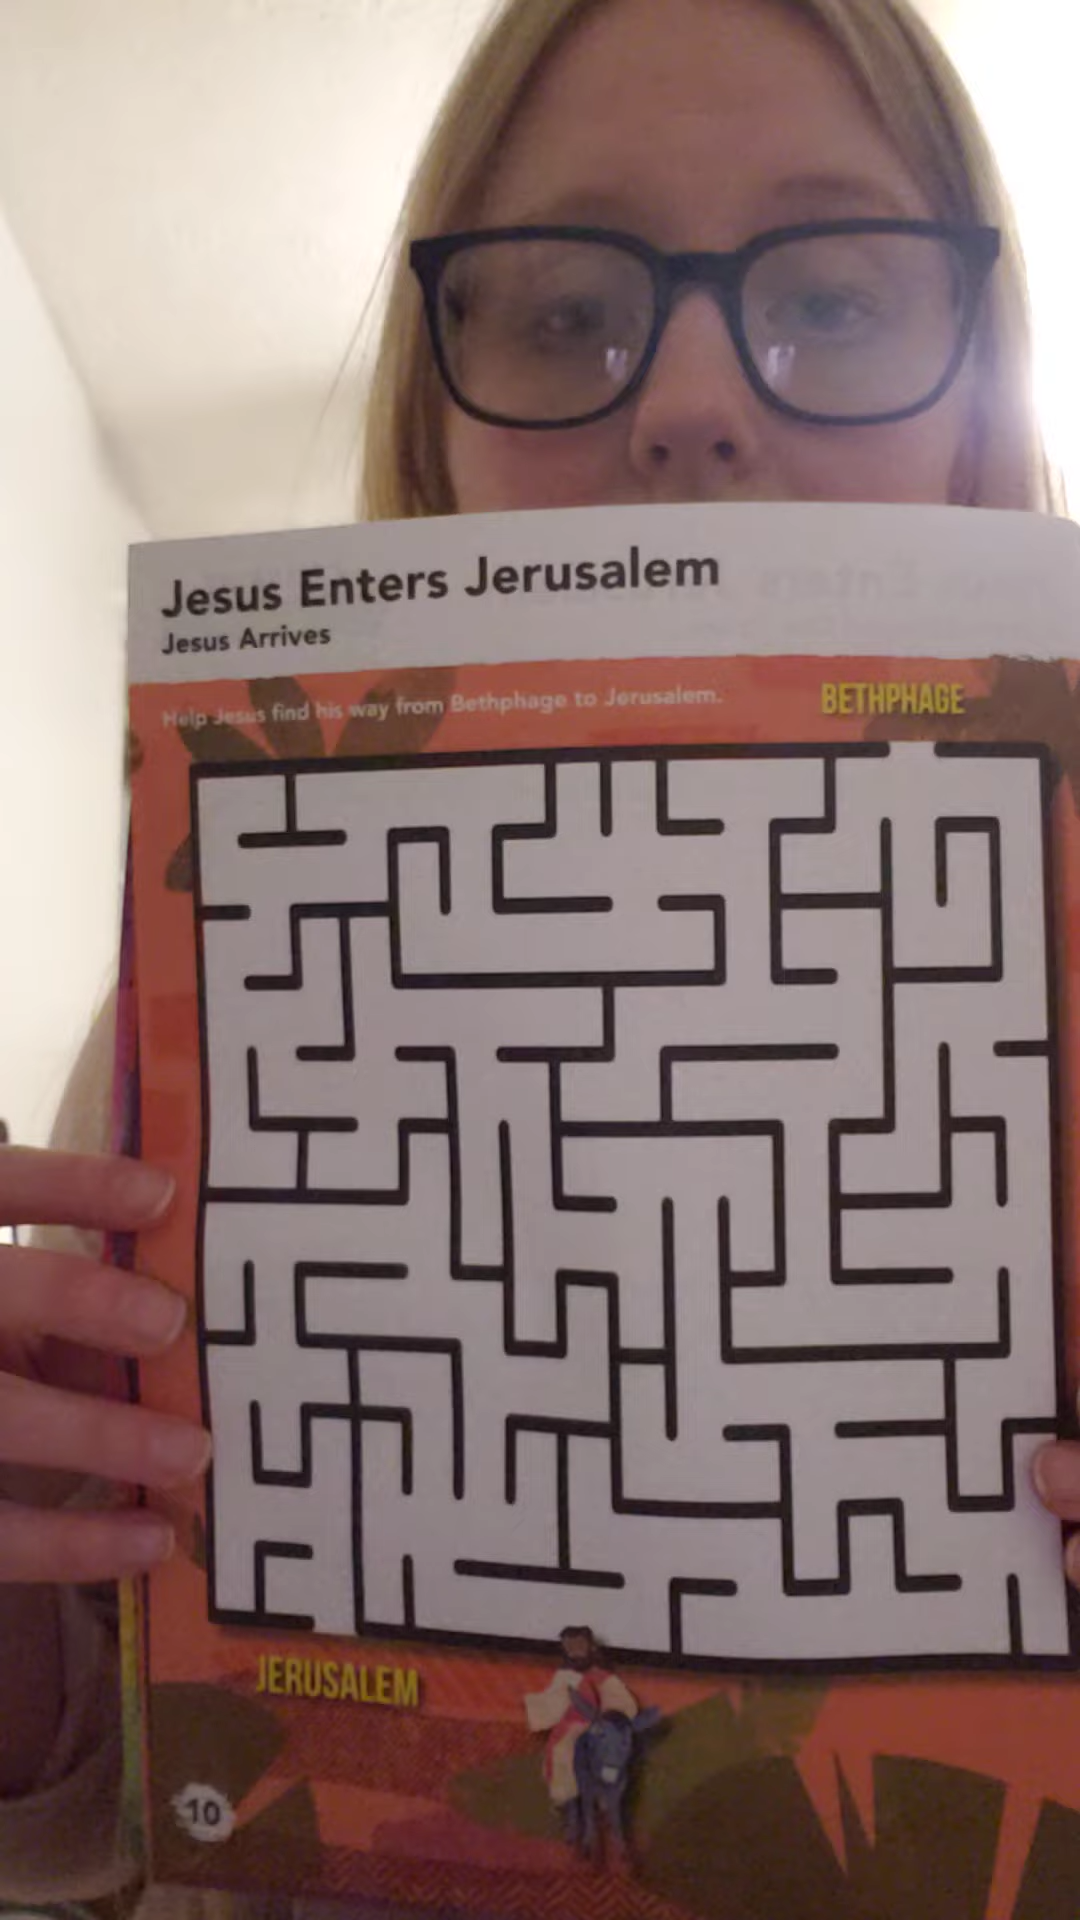 Jesus Enters Jerusalem
Jesus Arrives
Help Jesus find his way from Bethphage to Jerusalem.
BETHPHAGE
JERUSALEM
10